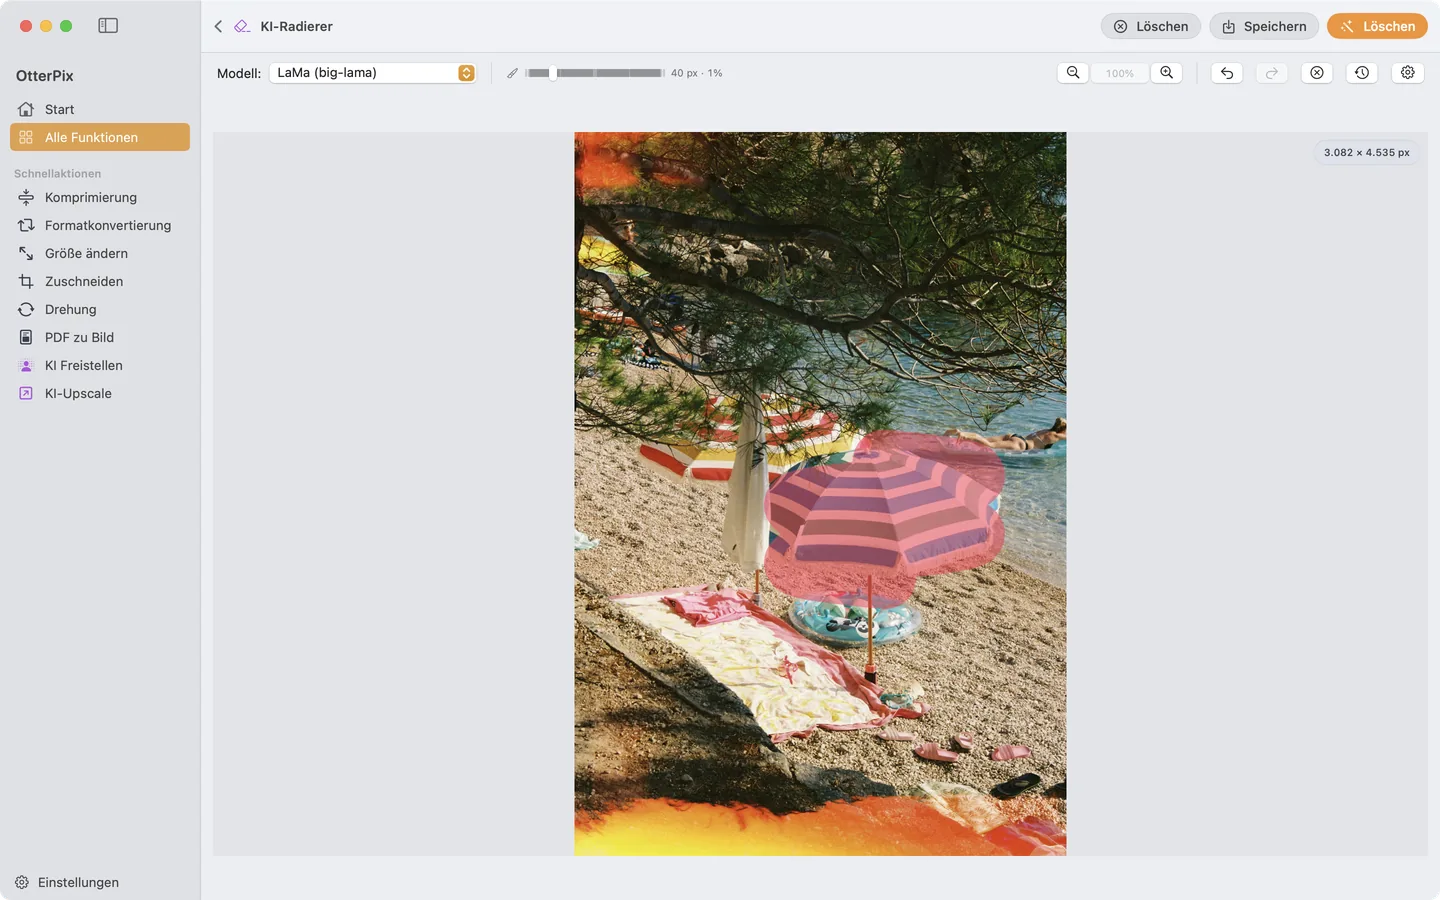 KI-Radierer
Löschen
Speichern
Löschen
OtterPix
Modell:
LaMa (big-lama)
40 px · 1%
100%
Start
Alle Funktionen
3.082 × 4.535 px
Schnellaktionen
Komprimierung
Formatkonvertierung
Größe ändern
Zuschneiden
Drehung
PDF zu Bild
KI Freistellen
KI-Upscale
Einstellungen